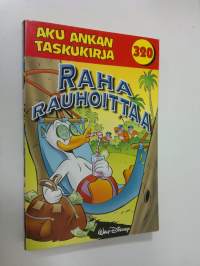 AKU ANKAN
TASKUKIRJA
320
RAHA
RAUHOITTAA
WALT DISNEY